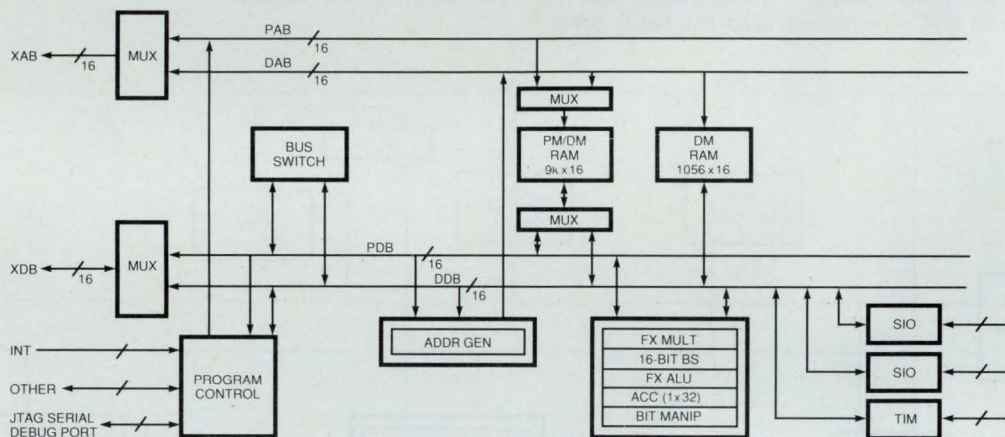 PAB
16
XAB
16
MUX
DAB
16
MUX
BUS
SWITCH
PM/DM
RAM
9k x 16
DM
RAM
1056 x 16
MUX
PDB
16
XDB
16
MUX
DDB
16
INT
OTHER
JTAG SERIAL
DEBUG PORT
PROGRAM
CONTROL
ADDR GEN
FX MULT
16-BIT BS
FX ALU
ACC (1x32)
BIT MANIP
SIO
SIO
TIM